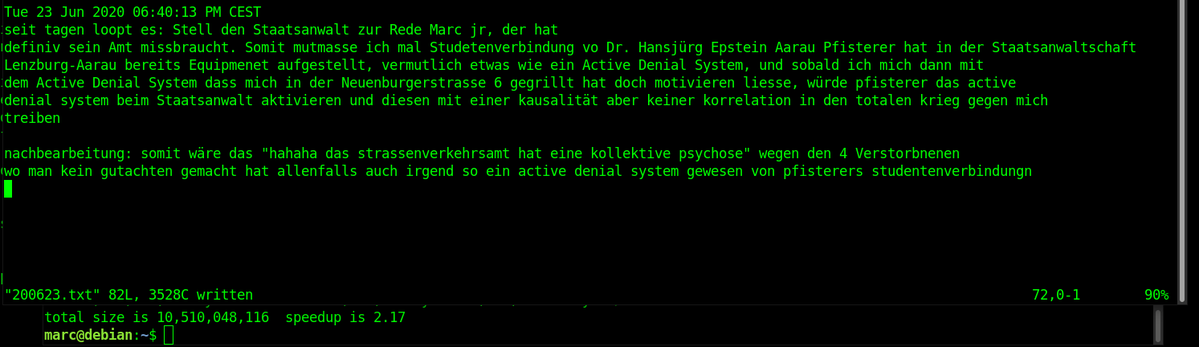 Tue 23 Jun 2020 06:40:13 PM CEST
seit tagen loopt es: Stell den Staatsanwalt zur Rede Marc jr, der hat
definiv sein Amt missbraucht. Somit mutmasse ich mal Studetenverbindung vo Dr. Hansjürg Epstein Aarau Pfisterer hat in der Staatsanwaltschaft
Lenzburg-Aarau bereits Equipmenet aufgestellt, vermutlich etwas wie ein Active Denial System, und sobald ich mich dann mit
dem Active Denial System dass mich in der Neuenburgerstrasse 6 gegrillt hat doch motivieren liesse, würde pfisterer das active
denial system beim Staatsanwalt aktivieren und diesen mit einer kausalität aber keiner korrelation in den totalen krieg gegen mich
treiben
nachbearbeitung: somit wäre das "hahaha das strassenverkehrsamt hat eine kollektive psychose" wegen den 4 Verstorbnenen
wo man kein gutachten gemacht hat allenfalls auch irgend so ein active denial system gewesen von pfisterers studentenverbindungn
"200623.txt" 82L, 3528C written 72,0-1 90%
total size is 10,510,048,116  speedup is 2.17
marc@debian:~$